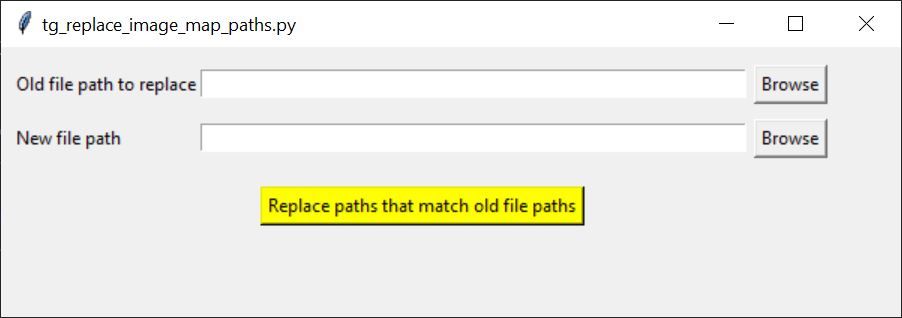 tg_replace_image_map_paths.py
Old file path to replace Browse
New file path Browse
Replace paths that match old file paths